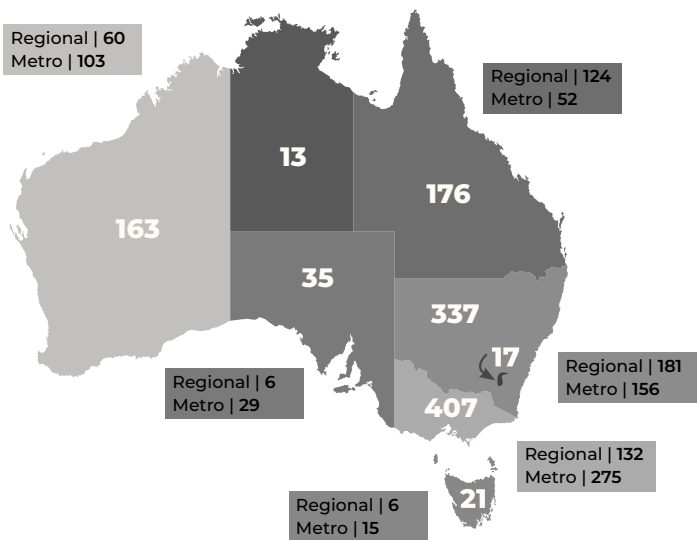 Regional | 60
Metro | 103
Regional | 124
Metro | 52
13
176
163
35
337
17
Regional | 181
Metro | 156
Regional | 6
Metro | 29
407
Regional | 132
Metro | 275
21
Regional | 6
Metro | 15